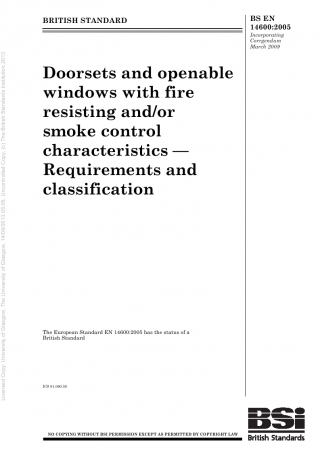 BRITISH STANDARD
BS EN
14600:2005
Incorporating
Corrigendum
March 2009
Doorsets and openable
windows with fire
resisting and/or
smoke control
characteristics —
Requirements and
classification
The European Standard EN 14600:2005 has the status of a
British Standard
NO COPYING WITHOUT BSI PERMISSION EXCEPT AS PERMITTED BY COPYRIGHT LAW
BSi
British Standards